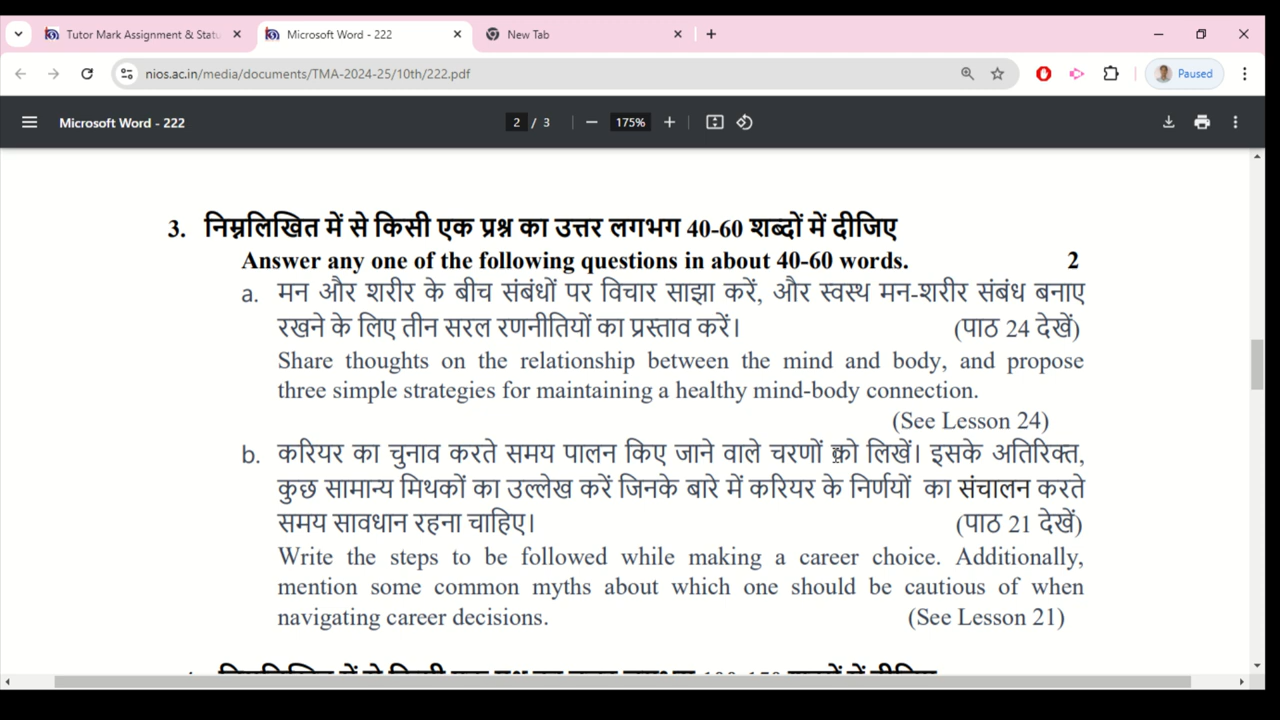 Tutor Mark Assignment & Statu
Microsoft Word - 222
New Tab
nios.ac.in/media/documents/TMA-2024-25/10th/222.pdf
Paused
Microsoft Word - 222
2 / 3
175%
3. निम्नलिखित में से किसी एक प्रश्न का उत्तर लगभग 40-60 शब्दों में दीजिए
Answer any one of the following questions in about 40-60 words. 2
a. मन और शरीर के बीच संबंधों पर विचार साझा करें, और स्वस्थ मन-शरीर संबंध बनाए
रखने के लिए तीन सरल रणनीतियों का प्रस्ताव करें। (पाठ 24 देखें)
Share thoughts on the relationship between the mind and body, and propose
three simple strategies for maintaining a healthy mind-body connection.
(See Lesson 24)
b. करियर का चुनाव करते समय पालन किए जाने वाले चरणों को लिखें। इसके अतिरिक्त,
कुछ सामान्य मिथकों का उल्लेख करें जिनके बारे में करियर के निर्णयों का संचालन करते
समय सावधान रहना चाहिए। (पाठ 21 देखें)
Write the steps to be followed while making a career choice. Additionally,
mention some common myths about which one should be cautious of when
navigating career decisions. (See Lesson 21)